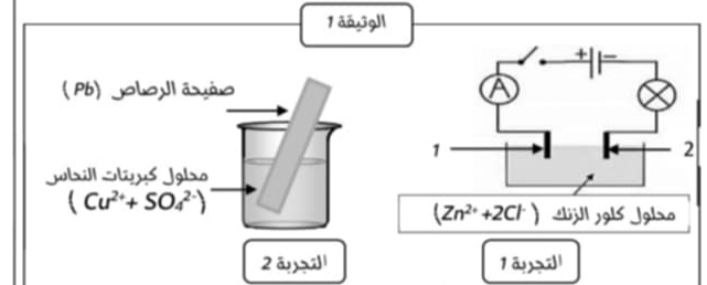 الوثيقة 1
صفيحة الرصاص (Pb)
محلول كبريتات النحاس
(Cu²⁺+ SO₄²⁻)
التجربة 2
+ −
A
1
2
محلول كلور الزنك (Zn²⁺+2Cl⁻)
التجربة 1